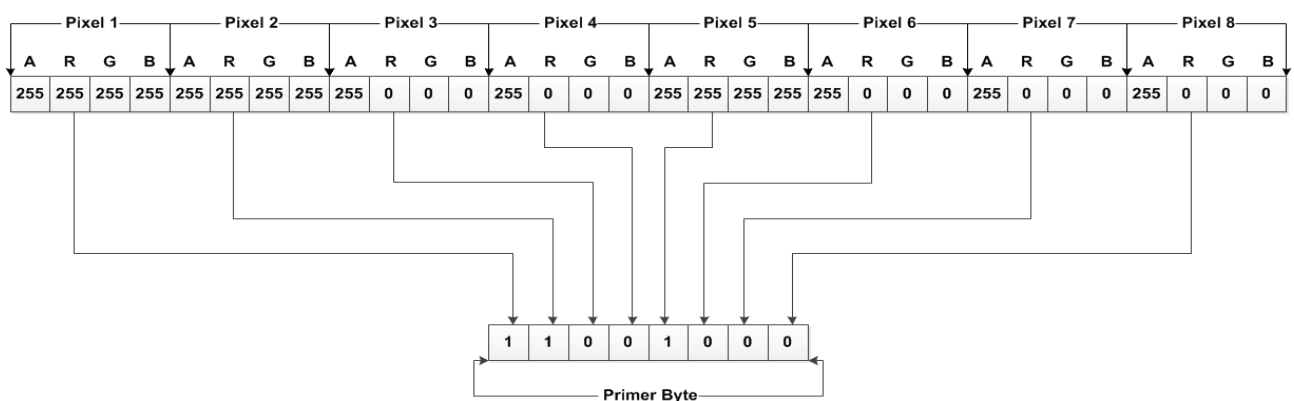 Pixel 1 Pixel 2 Pixel 3 Pixel 4 Pixel 5 Pixel 6 Pixel 7 Pixel 8
A R G B A R G B A R G B A R G B A R G B A R G B A R G B A R G B
255 255 255 255 255 255 255 255 255 0 0 0 255 0 0 0 255 255 255 255 255 0 0 0 255 0 0 0 255 0 0 0
1 1 0 0 1 0 0 0
Primer Byte